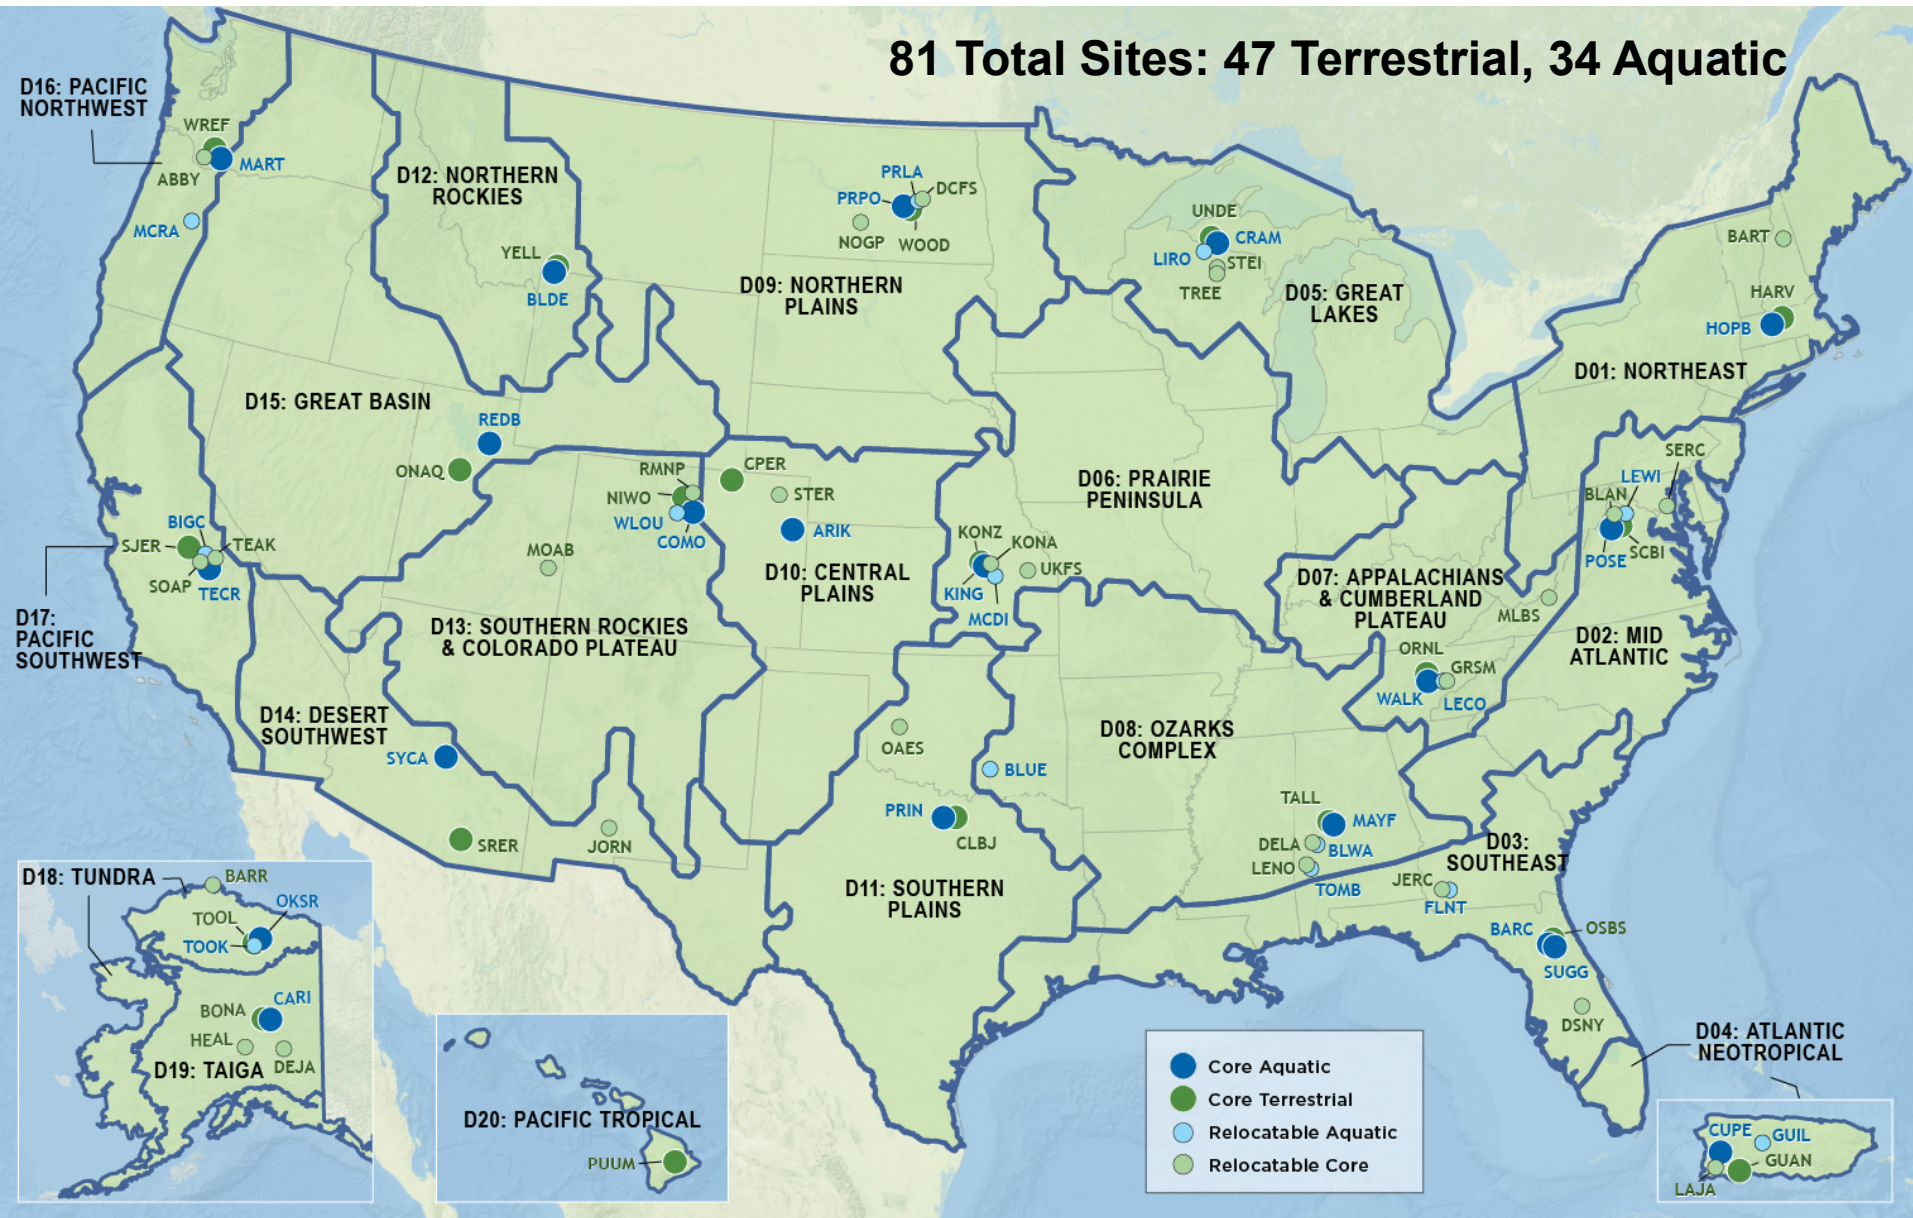 81 Total Sites: 47 Terrestrial, 34 Aquatic
D16: PACIFIC
NORTHWEST
WREF
MART
ABBY
MCRA
D12: NORTHERN
ROCKIES
YELL
BLDE
PRLA
PRPO
DCFS
NOGP
WOOD
D09: NORTHERN
PLAINS
UNDE
CRAM
LIRO
STEI
TREE
D05: GREAT
LAKES
BART
HARV
HOPB
D01: NORTHEAST
D15: GREAT BASIN
REDB
ONAQ
RMNP
NIWO
WLOU
COMO
CPER
STER
ARIK
D10: CENTRAL
PLAINS
D06: PRAIRIE
PENINSULA
KONZ
KONA
UKFS
KING
MCDI
SERC
LEWI
BLAN
SCBI
POSE
BIGC
SJER
TEAK
SOAP
TECR
D17:
PACIFIC
SOUTHWEST
MOAB
D13: SOUTHERN ROCKIES
& COLORADO PLATEAU
D07: APPALACHIANS
& CUMBERLAND
PLATEAU
MLBS
ORNL
GRSM
WALK
LECO
D02: MID
ATLANTIC
D14: DESERT
SOUTHWEST
SYCA
SRER
JORN
OAES
BLUE
PRIN
CLBJ
D11: SOUTHERN
PLAINS
D08: OZARKS
COMPLEX
TALL
MAYF
DELA
BLWA
LENO
TOMB
D03:
SOUTHEAST
JERC
FLNT
BARC
OSBS
SUGG
DSNY
D04: ATLANTIC
NEOTROPICAL
CUPE
GUIL
GUAN
LAJA
D18: TUNDRA
BARR
OKSR
TOOL
TOOK
CARI
BONA
HEAL
DEJA
D19: TAIGA
D20: PACIFIC TROPICAL
PUUM
Core Aquatic
Core Terrestrial
Relocatable Aquatic
Relocatable Core